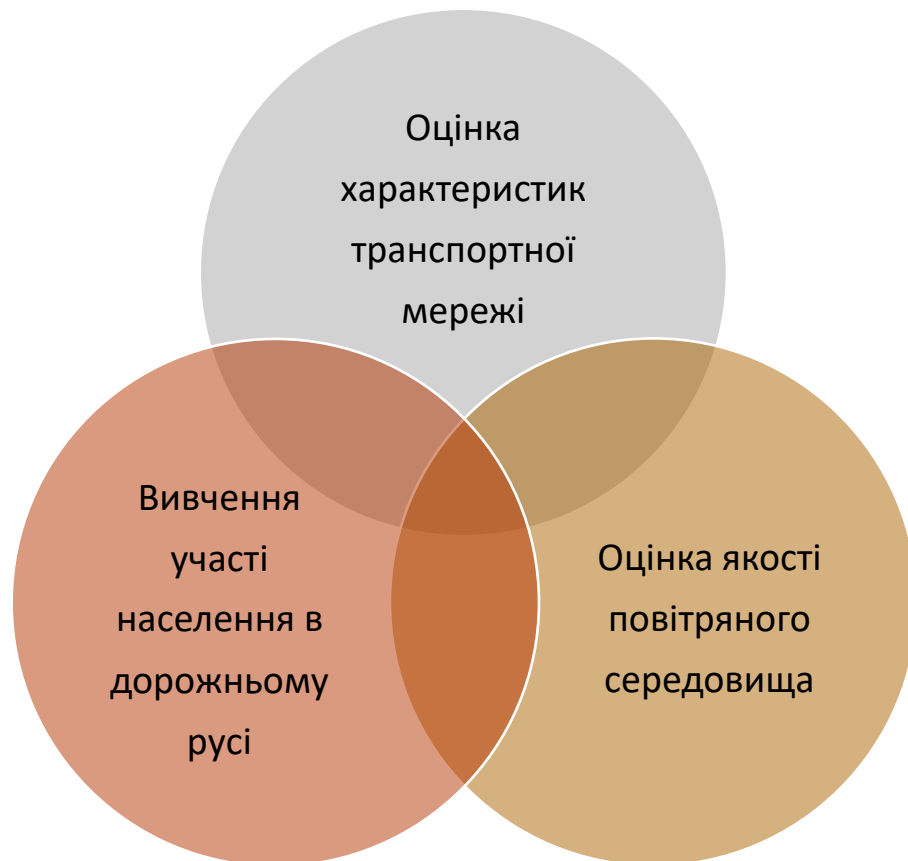 Оцінка
характеристик
транспортної
мережі
Вивчення
участі
населення в
дорожньому
русі
Оцінка якості
повітряного
середовища